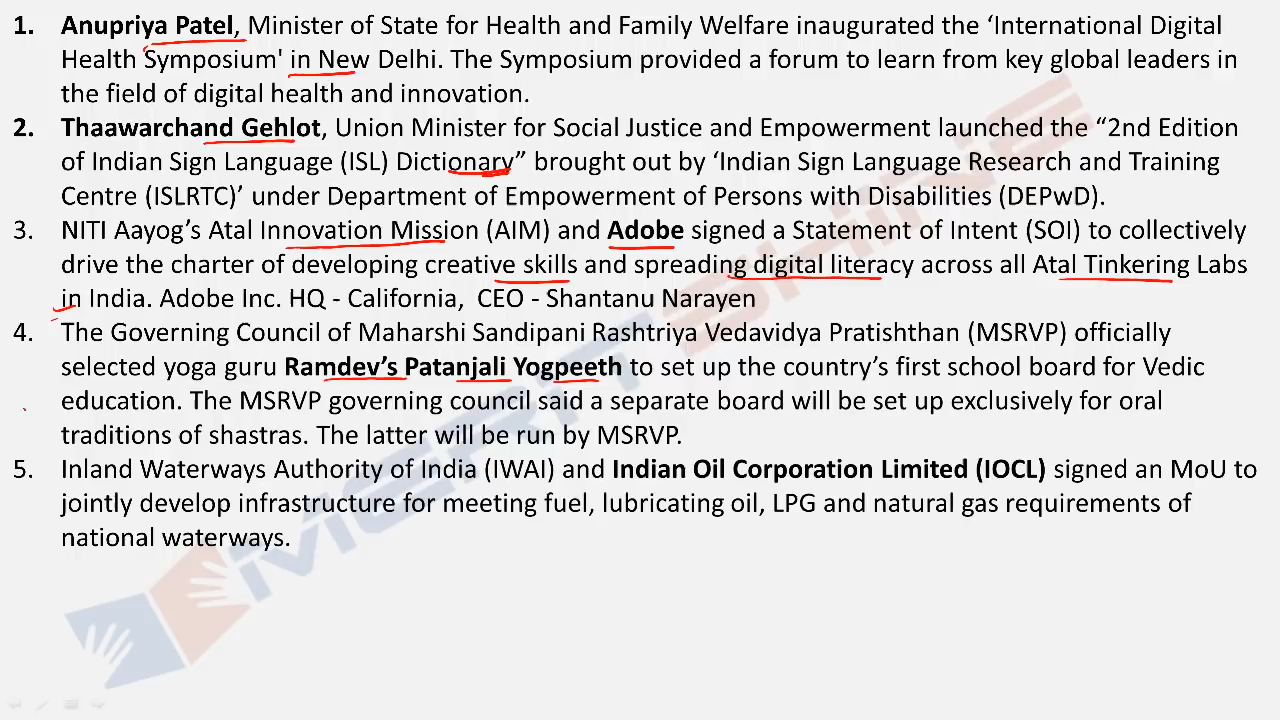 1. Anupriya Patel, Minister of State for Health and Family Welfare inaugurated the ‘International Digital
Health Symposium' in New Delhi. The Symposium provided a forum to learn from key global leaders in
the field of digital health and innovation.
2. Thaawarchand Gehlot, Union Minister for Social Justice and Empowerment launched the “2nd Edition
of Indian Sign Language (ISL) Dictionary” brought out by ‘Indian Sign Language Research and Training
Centre (ISLRTC)’ under Department of Empowerment of Persons with Disabilities (DEPwD).
3. NITI Aayog’s Atal Innovation Mission (AIM) and Adobe signed a Statement of Intent (SOI) to collectively
drive the charter of developing creative skills and spreading digital literacy across all Atal Tinkering Labs
in India. Adobe Inc. HQ - California, CEO - Shantanu Narayen
4. The Governing Council of Maharshi Sandipani Rashtriya Vedavidya Pratishthan (MSRVP) officially
selected yoga guru Ramdev’s Patanjali Yogpeeth to set up the country’s first school board for Vedic
education. The MSRVP governing council said a separate board will be set up exclusively for oral
traditions of shastras. The latter will be run by MSRVP.
5. Inland Waterways Authority of India (IWAI) and Indian Oil Corporation Limited (IOCL) signed an MoU to
jointly develop infrastructure for meeting fuel, lubricating oil, LPG and natural gas requirements of
national waterways.
MERIT SHINE